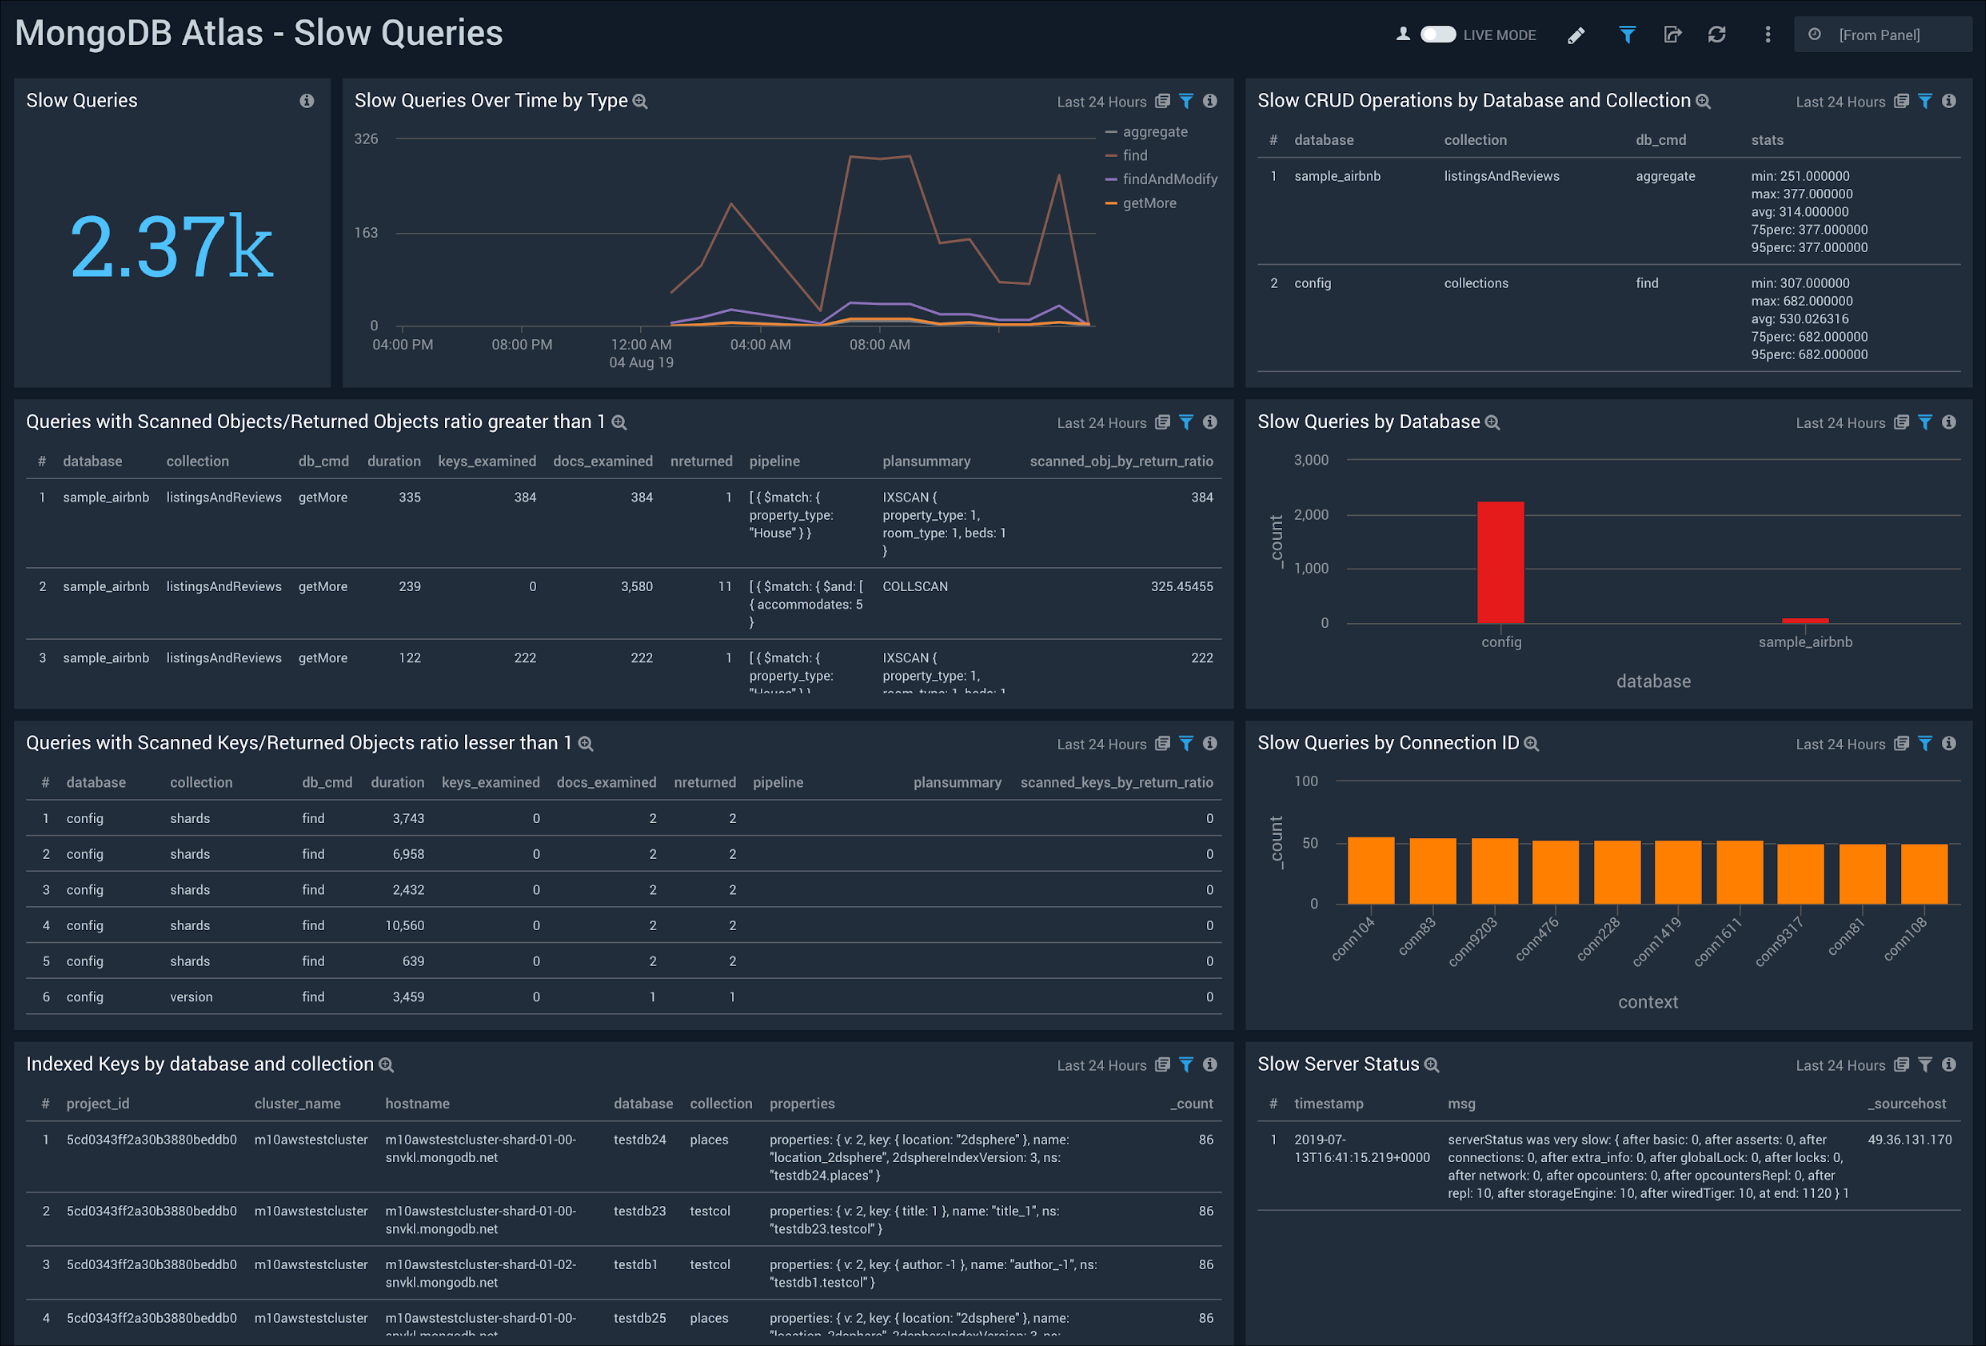 MongoDB Atlas - Slow Queries
LIVE MODE
[From Panel]
Slow Queries
2.37k
Slow Queries Over Time by Type
Last 24 Hours
326
163
0
04:00 PM
08:00 PM
12:00 AM
04 Aug 19
04:00 AM
08:00 AM
aggregate
find
findAndModify
getMore
Slow CRUD Operations by Database and Collection
Last 24 Hours
# database collection db_cmd stats
1 sample_airbnb listingsAndReviews aggregate min: 251.000000
max: 377.000000
avg: 314.000000
75perc: 377.000000
95perc: 377.000000
2 config collections find min: 307.000000
max: 682.000000
avg: 530.026316
75perc: 682.000000
95perc: 682.000000
Queries with Scanned Objects/Returned Objects ratio greater than 1
Last 24 Hours
# database collection db_cmd duration keys_examined docs_examined nreturned pipeline plansummary scanned_obj_by_return_ratio
1 sample_airbnb listingsAndReviews getMore 335 384 384 1 [ { $match: { IXSCAN { 384
property_type: property_type: 1,
"House" } } room_type: 1, beds: 1
}
2 sample_airbnb listingsAndReviews getMore 239 0 3,580 11 [ { $match: { $and: [ COLLSCAN 325.45455
{ accommodates: 5
}
3 sample_airbnb listingsAndReviews getMore 122 222 222 1 [ { $match: { IXSCAN { 222
property_type: property_type: 1,
"House" } } room_type: 1, beds: 1
Slow Queries by Database
Last 24 Hours
3,000
2,000
1,000
0
_count
config
sample_airbnb
database
Queries with Scanned Keys/Returned Objects ratio lesser than 1
Last 24 Hours
# database collection db_cmd duration keys_examined docs_examined nreturned pipeline plansummary scanned_keys_by_return_ratio
1 config shards find 3,743 0 2 2 0
2 config shards find 6,958 0 2 2 0
3 config shards find 2,432 0 2 2 0
4 config shards find 10,560 0 2 2 0
5 config shards find 639 0 2 2 0
6 config version find 3,459 0 1 1 0
Slow Queries by Connection ID
Last 24 Hours
100
50
0
_count
conn104
conn83
conn9203
conn476
conn228
conn1419
conn1611
conn9317
conn81
conn108
context
Indexed Keys by database and collection
Last 24 Hours
# project_id cluster_name hostname database collection properties _count
1 5cd0343ff2a30b3880beddb0 m10awstestcluster m10awstestcluster-shard-01-00- testdb24 places properties: { v: 2, key: { location: "2dsphere" }, name: 86
snvkl.mongodb.net "location_2dsphere", 2dsphereIndexVersion: 3, ns:
"testdb24.places" }
2 5cd0343ff2a30b3880beddb0 m10awstestcluster m10awstestcluster-shard-01-00- testdb23 testcol properties: { v: 2, key: { title: 1 }, name: "title_1", ns: 86
snvkl.mongodb.net "testdb23.testcol" }
3 5cd0343ff2a30b3880beddb0 m10awstestcluster m10awstestcluster-shard-01-02- testdb1 testcol properties: { v: 2, key: { author: -1 }, name: "author_-1", ns: 86
snvkl.mongodb.net "testdb1.testcol" }
4 5cd0343ff2a30b3880beddb0 m10awstestcluster m10awstestcluster-shard-01-00- testdb25 places properties: { v: 2, key: { location: "2dsphere" }, name: 86
snvkl.mongodb.net "location_2dsphere", 2dsphereIndexVersion: 3, ns:
Slow Server Status
Last 24 Hours
# timestamp msg _sourcehost
1 2019-07- serverStatus was very slow: { after basic: 0, after asserts: 0, after 49.36.131.170
13T16:41:15.219+0000 connections: 0, after extra_info: 0, after globalLock: 0, after locks: 0,
after network: 0, after opcounters: 0, after opcountersRepl: 0, after
repl: 10, after storageEngine: 10, after wiredTiger: 10, at end: 1120 } 1